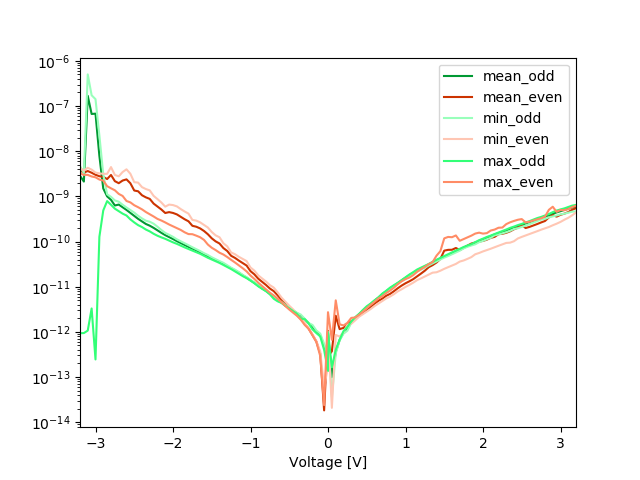 10⁻⁶
10⁻⁷
10⁻⁸
10⁻⁹
10⁻¹⁰
10⁻¹¹
10⁻¹²
10⁻¹³
10⁻¹⁴
mean_odd
mean_even
min_odd
min_even
max_odd
max_even
−3 −2 −1 0 1 2 3
Voltage [V]